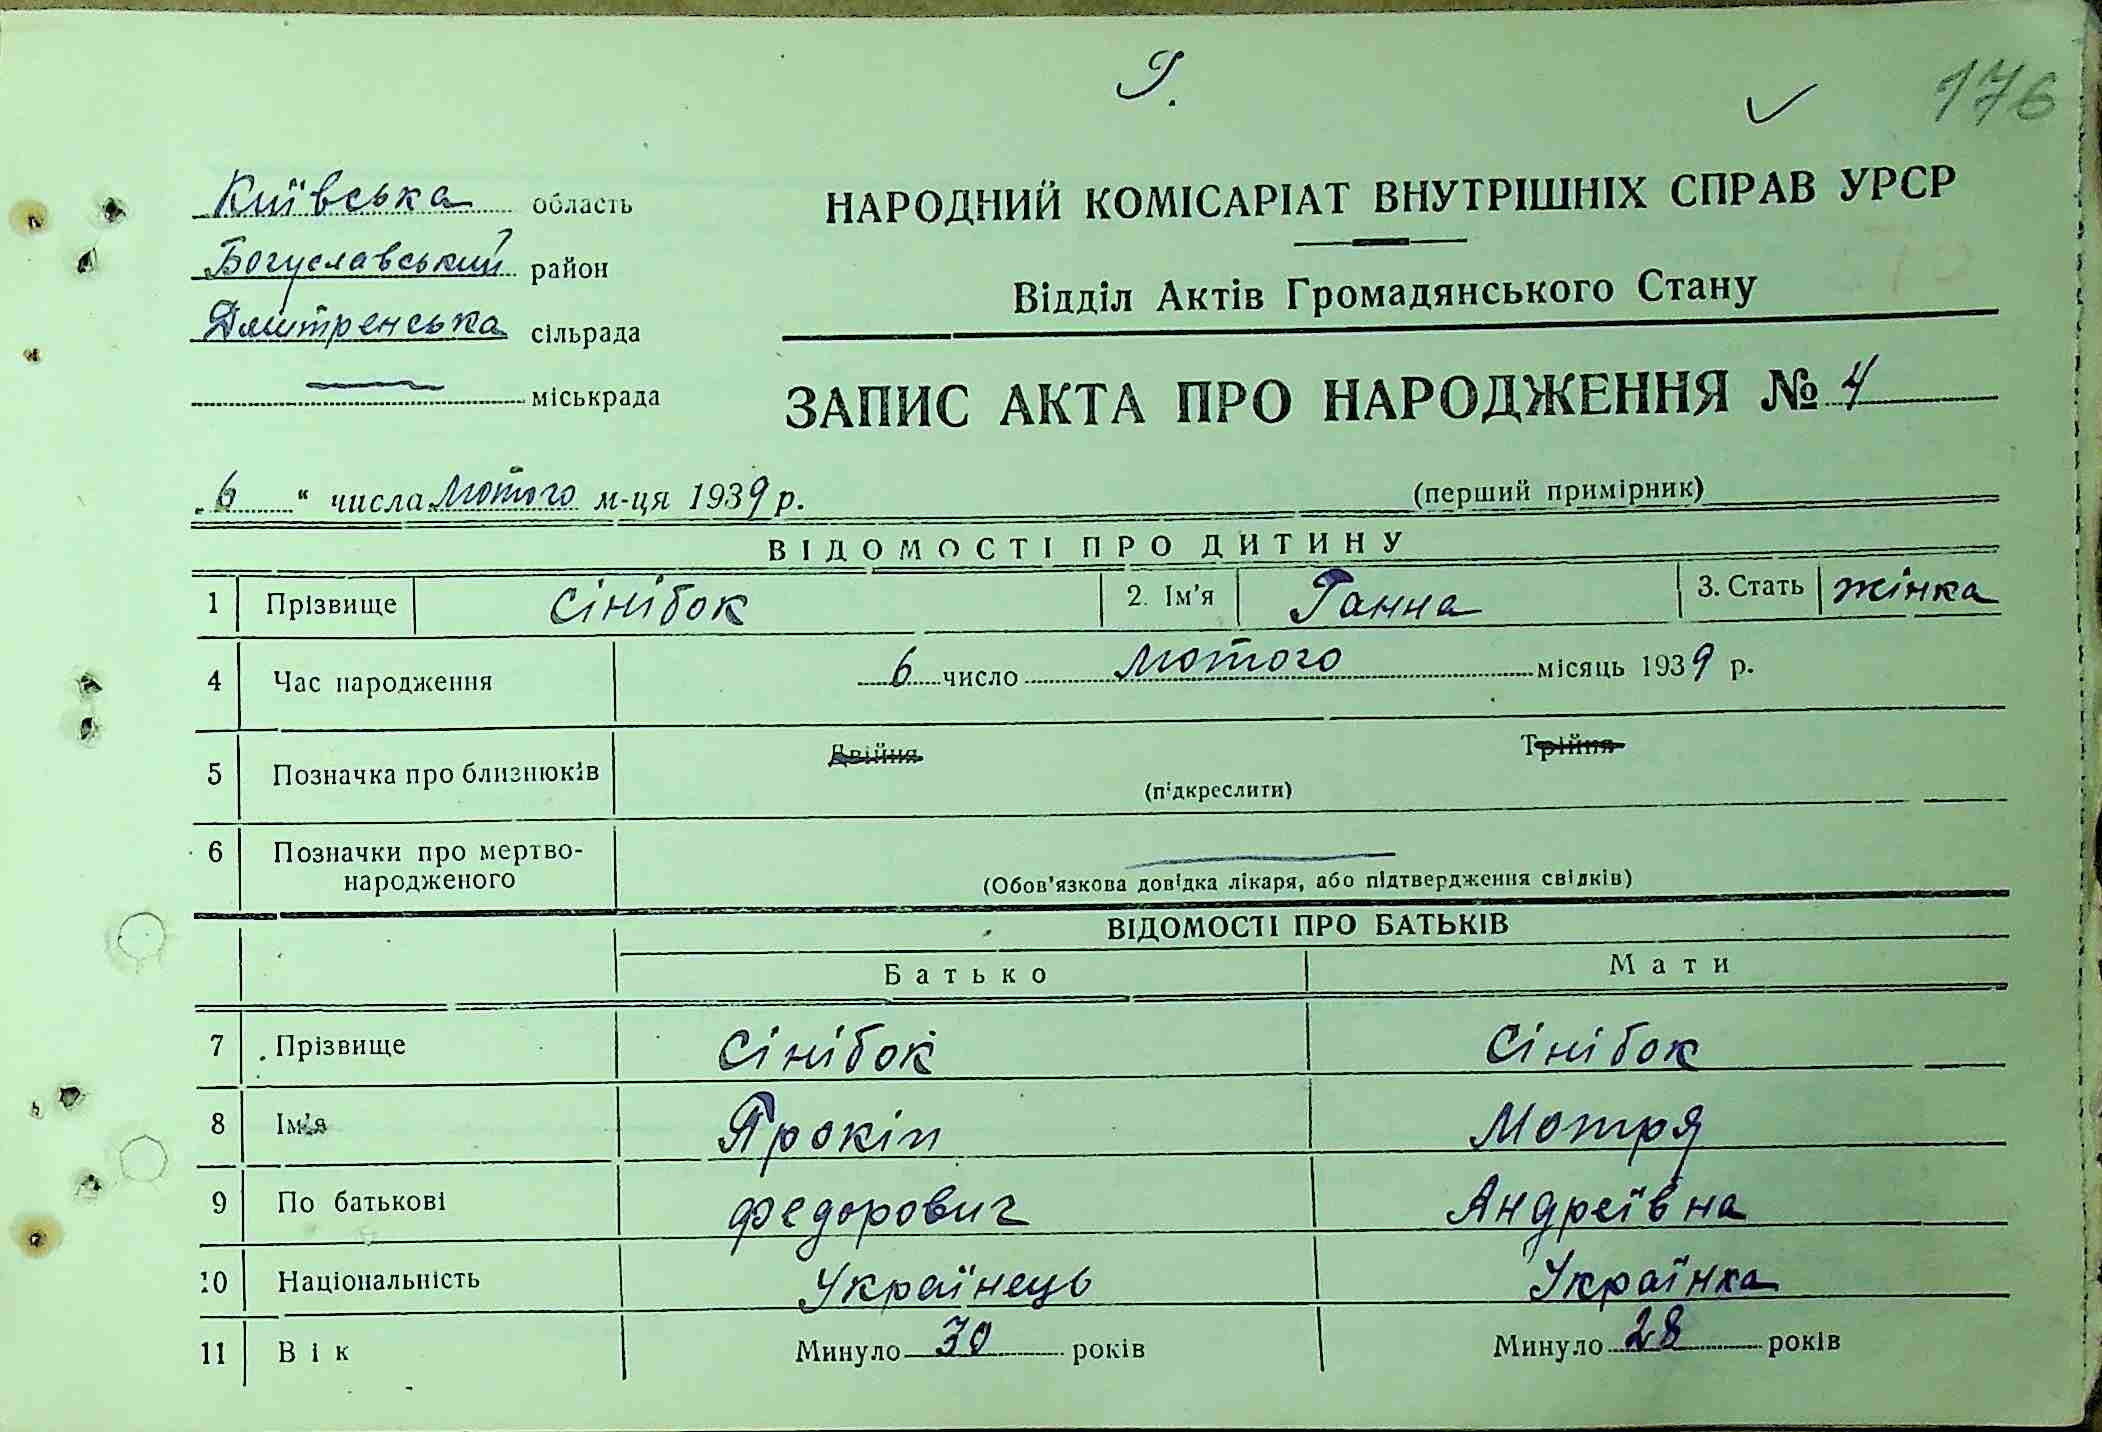 176
Київська область
Богуславський район
Дмитренська сільрада
міськрада
НАРОДНИЙ КОМІСАРІАТ ВНУТРІШНІХ СПРАВ УРСР
Відділ Актів Громадянського Стану
ЗАПИС АКТА ПРО НАРОДЖЕННЯ № 4
„6“ числа лютого м-ця 1939 р.
(перший примірник)
ВІДОМОСТІ ПРО ДИТИНУ
1 Прізвище Сінібок 2. Ім'я Ганна 3. Стать жінка
4 Час народження 6 число лютого місяць 1939 р.
5 Позначка про близнюків Двійня Трійня
(підкреслити)
6 Позначки про мертво-
народженого
(Обов'язкова довідка лікаря, або підтвердження свідків)
ВІДОМОСТІ ПРО БАТЬКІВ
Батько Мати
7 Прізвище Сінібок Сінібок
8 Ім'я Прокіп Мотря
9 По батькові Федорович Андреївна
10 Національність Українець Українка
11 Вік Минуло 30 років Минуло 28 років